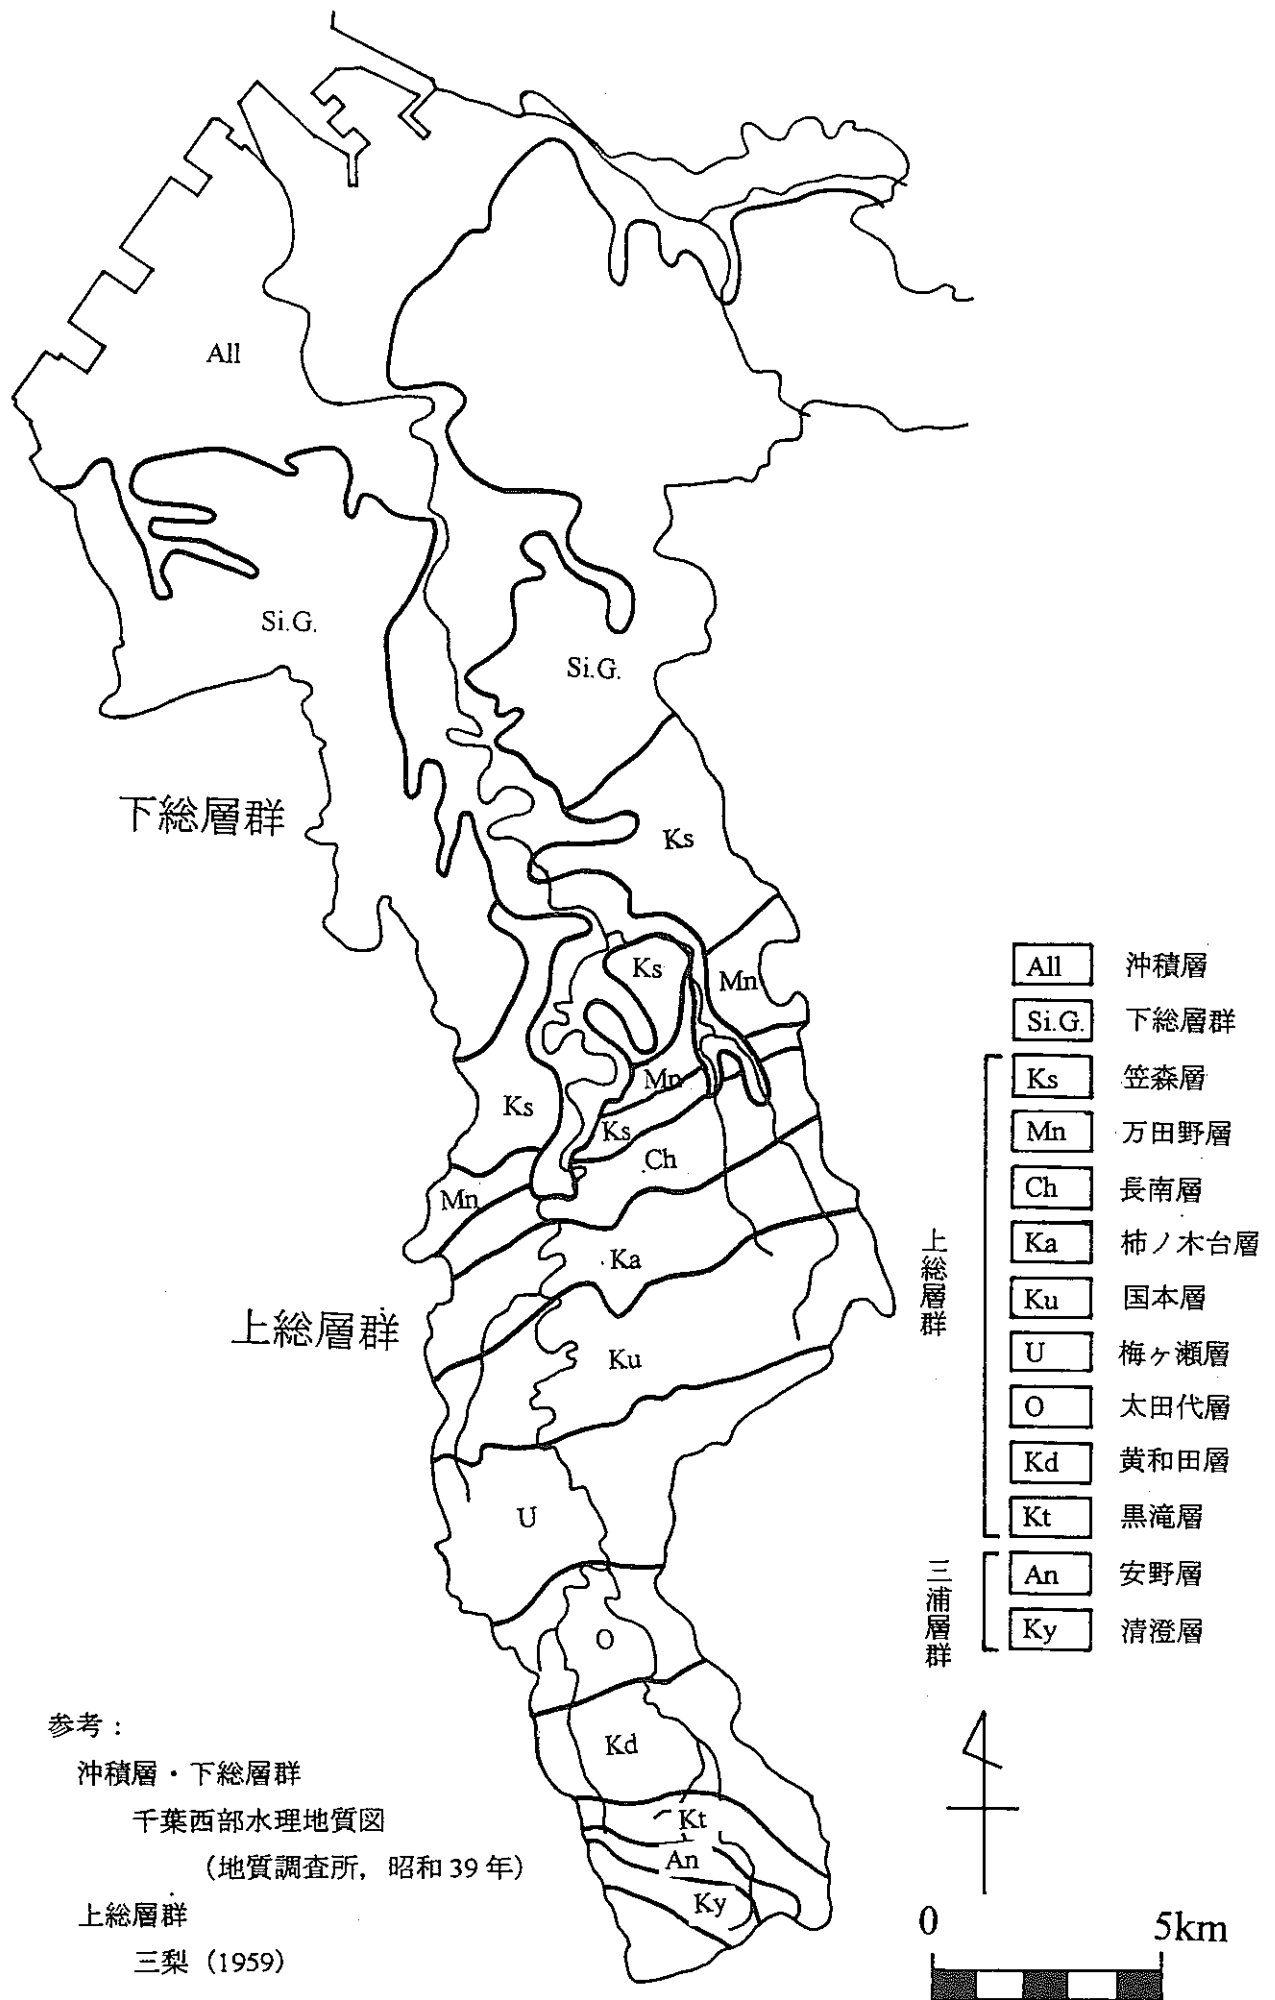 All
Si.G.
Si.G.
下総層群
Ks
Ks
Mn
Mn
Ks
Ks
Ch
Mn
Ka
上総層群
Ku
U
O
Kd
Kt
An
Ky
All 沖積層
Si.G. 下総層群
Ks 笠森層
Mn 万田野層
Ch 長南層
Ka 柿ノ木台層
Ku 国本層
U 梅ヶ瀬層
O 太田代層
Kd 黄和田層
Kt 黒滝層
An 安野層
Ky 清澄層
上総層群
三浦層群
参考：
沖積層・下総層群
千葉西部水理地質図
（地質調査所，昭和39年）
上総層群
三梨（1959）
0 5km